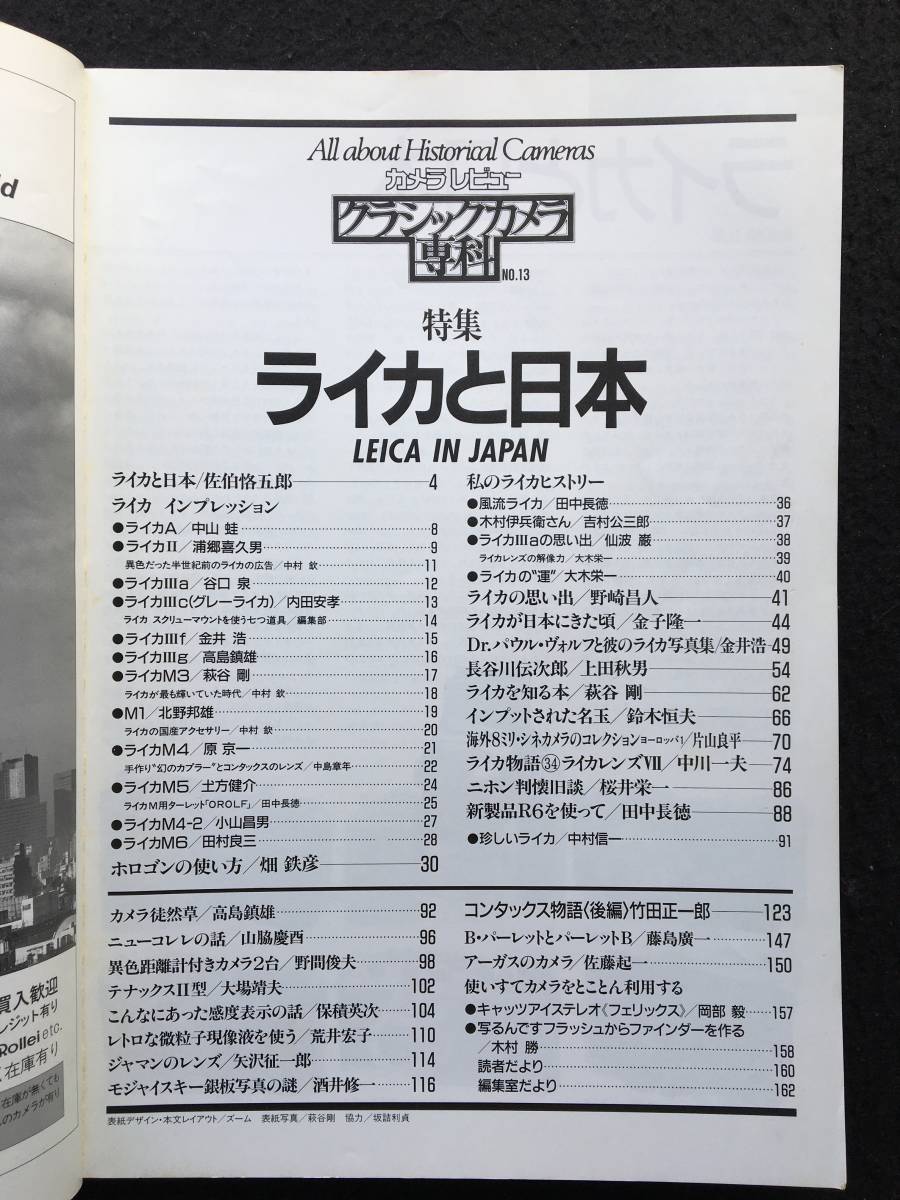 All about Historical Cameras
カメラレビュー
クラシックカメラ
専科
NO.13
特集
ライカと日本
LEICA IN JAPAN
ライカと日本/佐伯恪五郎 4
ライカ インプレッション
●ライカA/中山 蛙 8
●ライカII/浦郷喜久男 9
異色だった半世紀前のライカの広告/中村 欽 11
●ライカIIIa/谷口 泉 12
●ライカIIIc(グレーライカ)/内田安孝 13
ライカ スクリューマウントを使う七つ道具/編集部 14
●ライカIIIf/金井 浩 15
●ライカIIIg/高島鎮雄 16
●ライカM3/萩谷 剛 17
ライカが最も輝いていた時代/中村 欽 18
●M1/北野邦雄 19
ライカの国産アクセサリー/中村 欽 20
●ライカM4/原 京一 21
手作り“幻のカプラー”とコンタックスのレンズ/中島章年 22
●ライカM5/土方健介 24
ライカM用ターレット「OROLF」/田中長徳 25
●ライカM4-2/小山昌男 27
●ライカM6/田村良三 28
ホロゴンの使い方/畑 鉄彦 30
私のライカヒストリー
●風流ライカ/田中長徳 36
●木村伊兵衛さん/吉村公三郎 37
●ライカIIIaの思い出/仙波 巌 38
ライカレンズの解像力/大木栄一 39
●ライカの“運”/大木栄一 40
ライカの思い出/野崎昌人 41
ライカが日本にきた頃/金子隆一 44
Dr.パウル・ヴォルフと彼のライカ写真集/金井浩 49
長谷川伝次郎/上田秋男 54
ライカを知る本/萩谷 剛 62
インプットされた名玉/鈴木恒夫 66
海外8ミリ・シネカメラのコレクションヨーロッパ1/片山良平 70
ライカ物語㉞ライカレンズVII/中川一夫 74
ニホン判懐旧談/桜井栄一 86
新製品R6を使って/田中長徳 88
●珍しいライカ/中村信一 91
カメラ徒然草/高島鎮雄 92
ニューコレレの話/山脇慶酉 96
異色距離計付きカメラ2台/野間俊夫 98
テナックスII型/大場靖夫 102
こんなにあった感度表示の話/保積英次 104
レトロな微粒子現像液を使う/荒井宏子 110
ジャマンのレンズ/矢沢征一郎 114
モジャイスキー銀板写真の謎/酒井修一 116
コンタックス物語〈後編〉竹田正一郎 123
B・パーレットとパーレットB/藤島廣一 147
アーガスのカメラ/佐藤起一 150
使いすてカメラをとことん利用する
●キャッツアイステレオ《フェリックス》/岡部 毅 157
●写るんですフラッシュからファインダーを作る
/木村 勝 158
読者だより 160
編集室だより 162
表紙デザイン・本文レイアウト/ズーム 表紙写真/萩谷剛 協力/坂詰利貞
買入歓迎
レジット有り
Rollei etc.
在庫有り
在庫が無くても
のカメラが有り